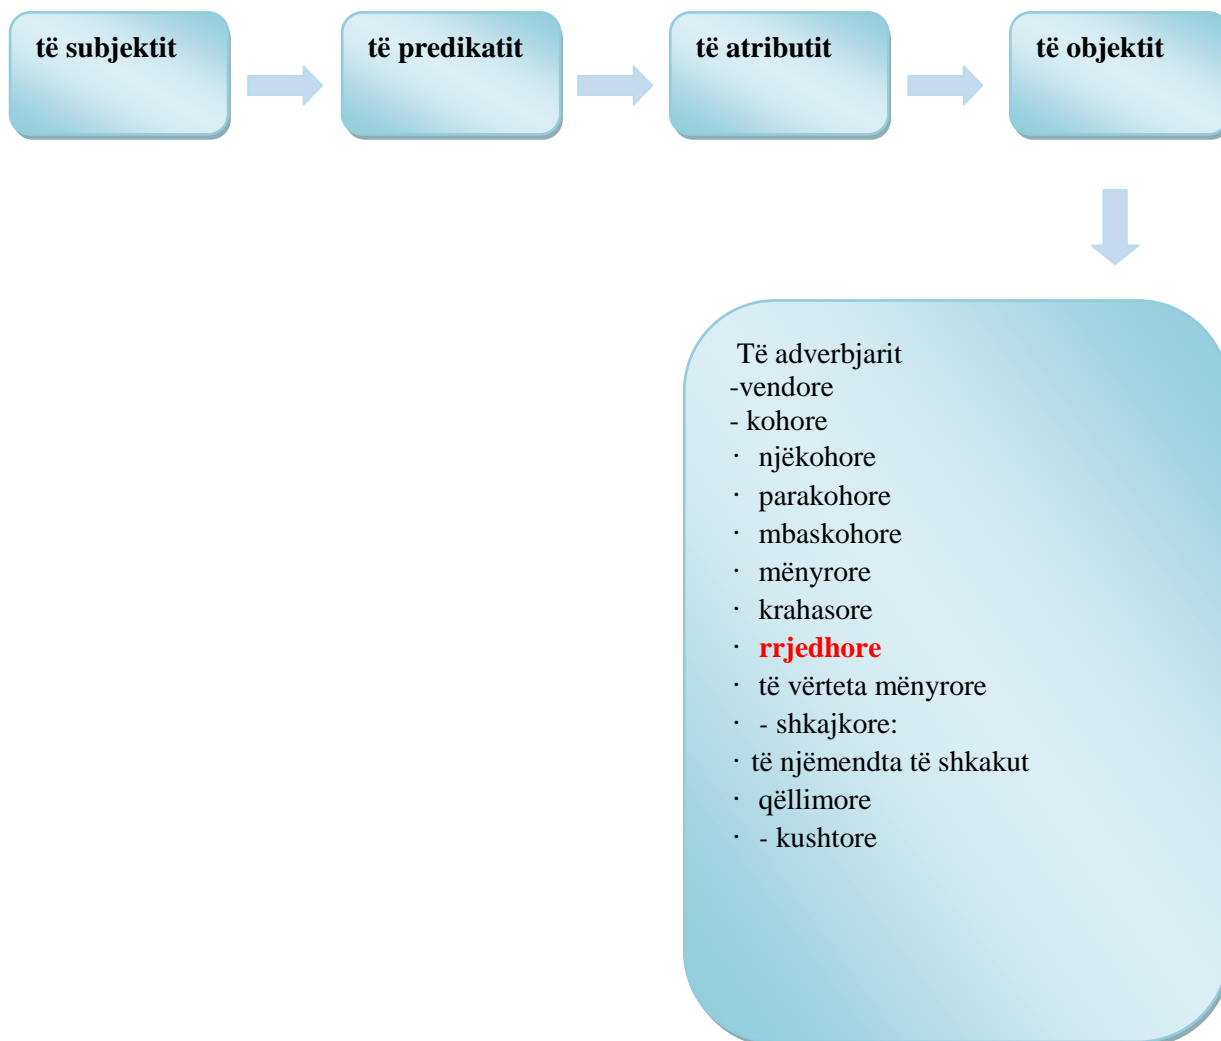 të subjektit
të predikatit
të atributit
të objektit
Të adverbjarit
-vendore
- kohore
· njëkohore
· parakohore
· mbaskohore
· mënyrore
· krahasore
· rrjedhore
· të vërteta mënyrore
· - shkajkore:
· të njëmendta të shkakut
· qëllimore
· - kushtore